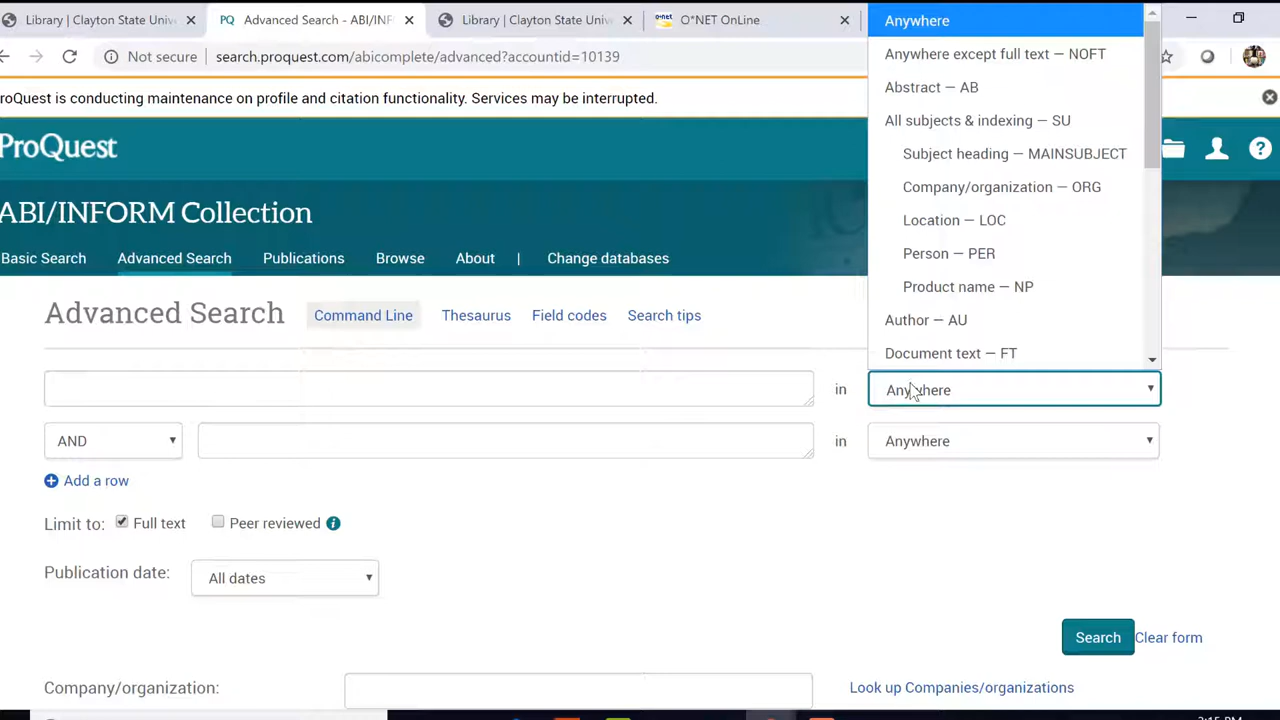 Library | Clayton State Unive
PQ Advanced Search - ABI/INF
Library | Clayton State Unive
o*net O*NET OnLine
Not secure | search.proquest.com/abicomplete/advanced?accountid=10139
roQuest is conducting maintenance on profile and citation functionality. Services may be interrupted.
ProQuest
ABI/INFORM Collection
Basic Search Advanced Search Publications Browse About | Change databases
Advanced Search Command Line Thesaurus Field codes Search tips
Anywhere
Anywhere except full text — NOFT
Abstract — AB
All subjects & indexing — SU
Subject heading — MAINSUBJECT
Company/organization — ORG
Location — LOC
Person — PER
Product name — NP
Author — AU
Document text — FT
in Anywhere
AND in Anywhere
Add a row
Limit to: Full text Peer reviewed
Publication date: All dates
Search Clear form
Company/organization: Look up Companies/organizations